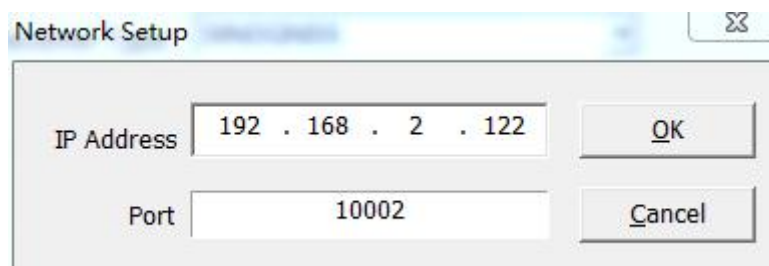 Network Setup
IP Address 192 . 168 . 2 . 122 OK
Port 10002 Cancel